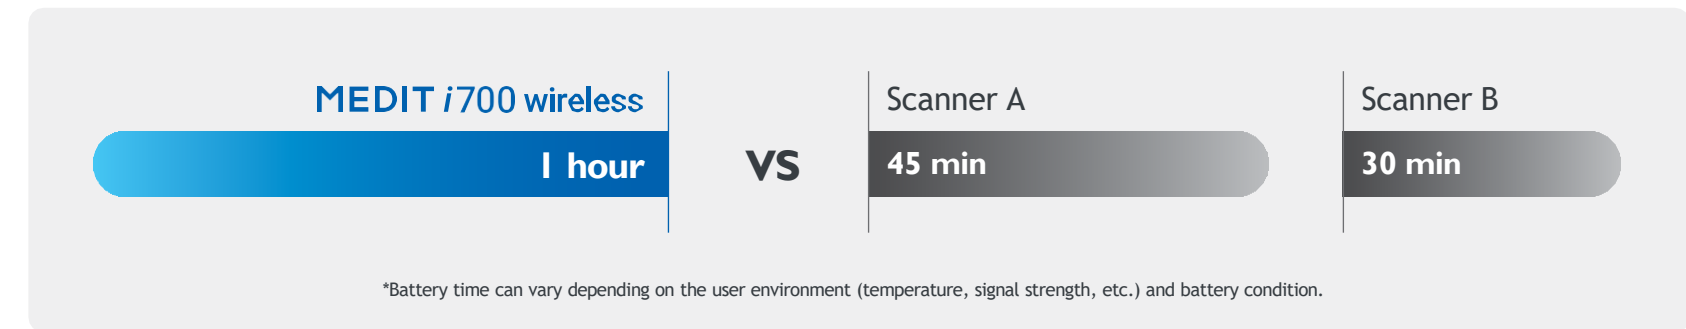 MEDIT i700 wireless
1 hour
VS
Scanner A
45 min
Scanner B
30 min
*Battery time can vary depending on the user environment (temperature, signal strength, etc.) and battery condition.